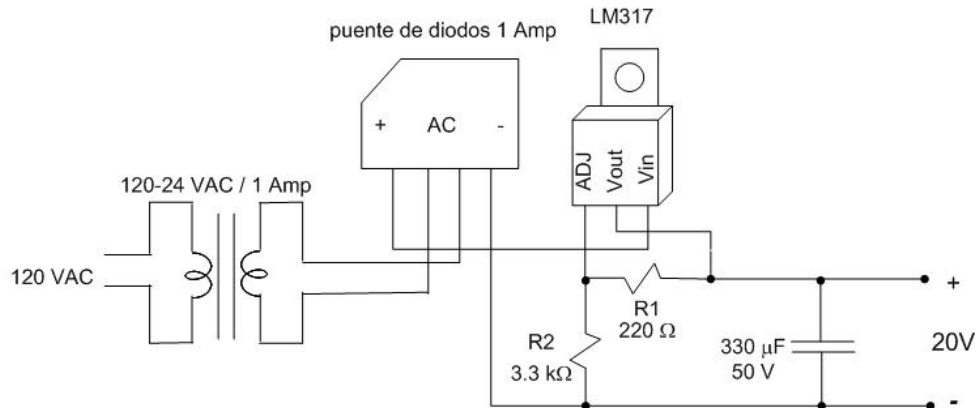 LM317
puente de diodos 1 Amp
+ AC -
ADJ
Vout
Vin
120-24 VAC / 1 Amp
120 VAC
R1
220 Ω
R2
3.3 kΩ
330 μF
50 V
+
20V
-